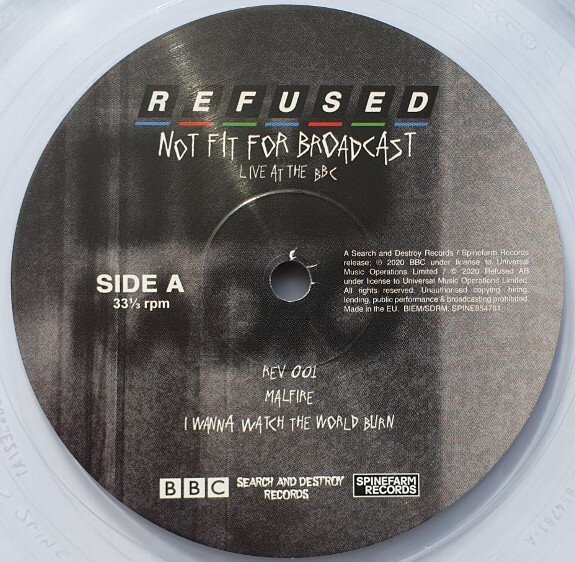 REFUSED
NOT FIT FOR BROADCAST
LIVE AT THE BBC
SIDE A
33⅓ rpm
A Search and Destroy Records / Spinefarm Records
release; ℗ 2020 BBC under license to Universal
Music Operations Limited / © 2020 Refused AB
under license to Universal Music Operations Limited.
All rights reserved. Unauthorised copying, hiring,
lending, public performance & broadcasting prohibited.
Made in the EU. BIEM/SDRM. SPINE854781
REV 001
MALFIRE
I WANNA WATCH THE WORLD BURN
BBC
SEARCH AND DESTROY
RECORDS
SPINEFARM
RECORDS